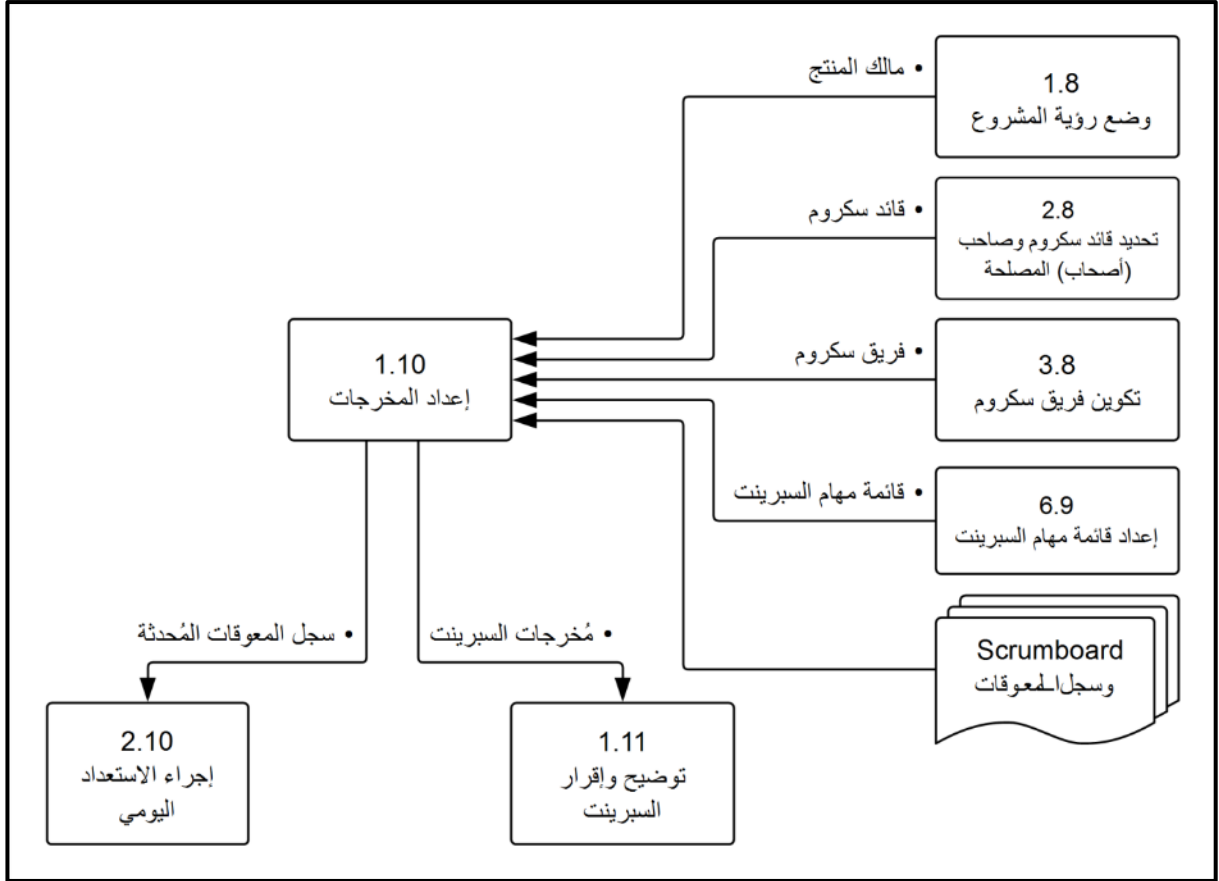 1.8
وضع رؤية المشروع
• مالك المنتج
2.8
تحديد قائد سكروم وصاحب
(أصحاب) المصلحة
• قائد سكروم
3.8
تكوين فريق سكروم
• فريق سكروم
6.9
إعداد قائمة مهام السبرينت
• قائمة مهام السبرينت
Scrumboard
وسجل المعوقات
1.10
إعداد المخرجات
• مُخرجات السبرينت
• سجل المعوقات المُحدثة
1.11
توضيح وإقرار
السبرينت
2.10
إجراء الاستعداد
اليومي